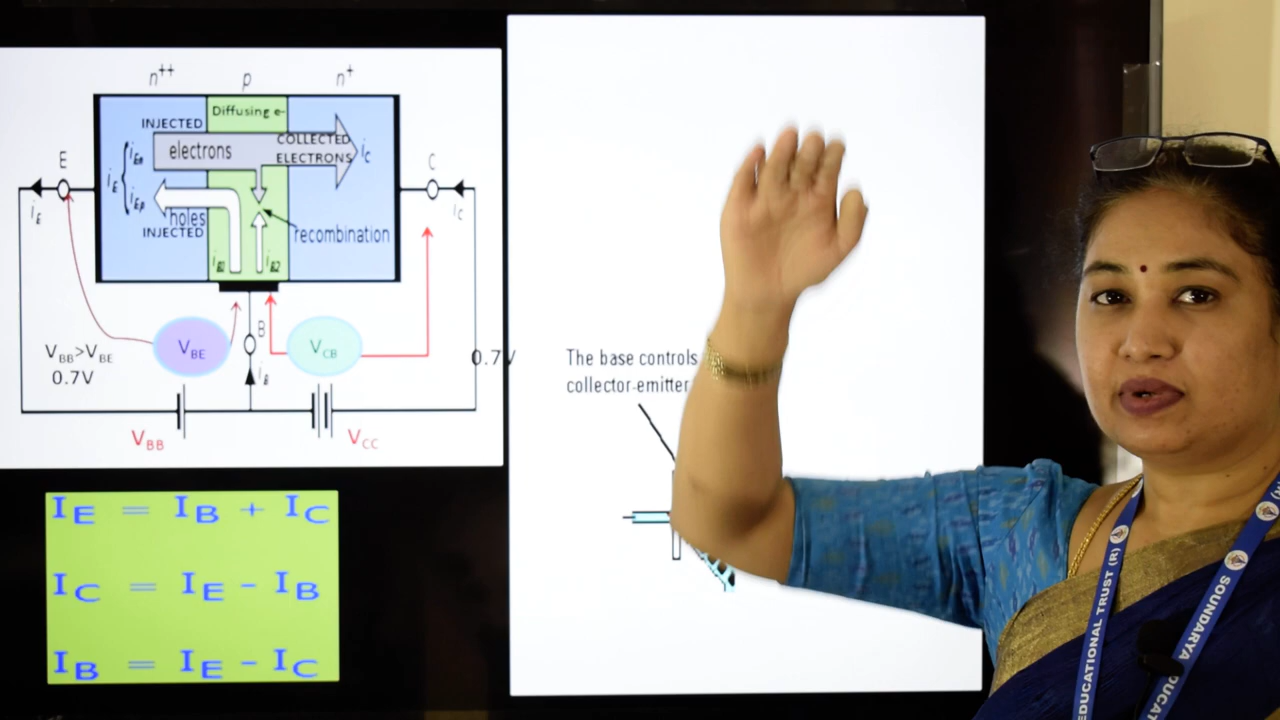 n++ p n+
Diffusing e-
INJECTED
electrons
COLLECTED
ELECTRONS
iC
iEn
iE
iEp
holes
INJECTED
recombination
iB1 iB2
E
iE
C
iC
B
iB
VBE
VCB
VBB>VBE
0.7V
VBB
VCC
0.7V
The base controls
collector-emitter
IE = IB + IC
IC = IE - IB
IB = IE - IC
EDUCATIONAL TRUST (R)
SOUNDARYA